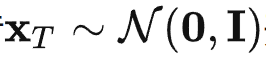 𝐱_T ∼ 𝒩(𝟎, 𝐈)